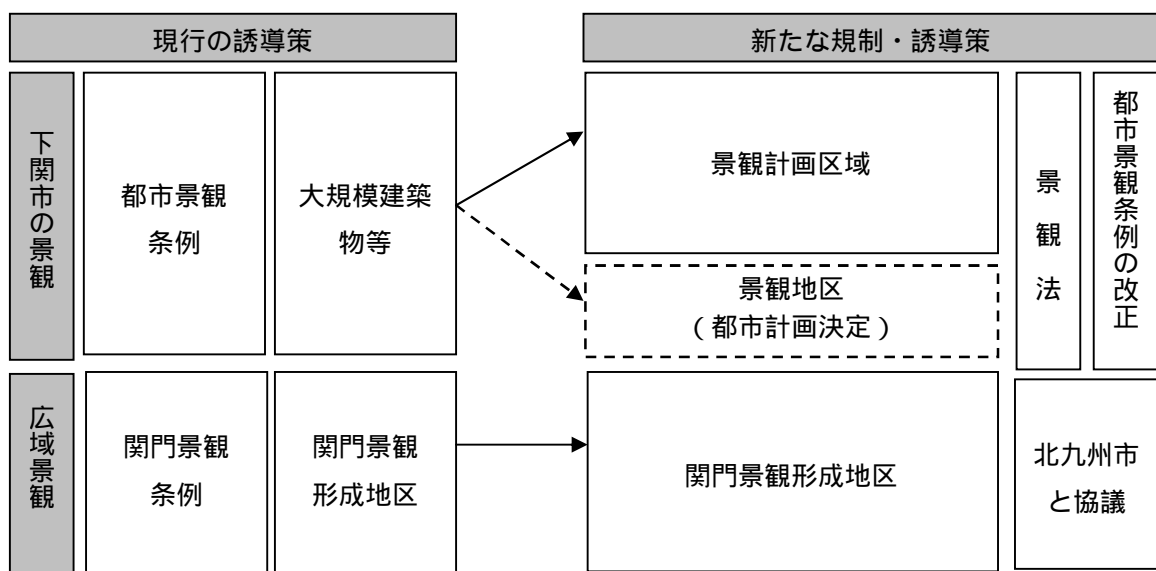 現行の誘導策
新たな規制・誘導策
下関市の景観
都市景観
条例
大規模建築
物等
景観計画区域
景観地区
（都市計画決定）
景観法
都市景観条例の改正
広域景観
関門景観
条例
関門景観
形成地区
関門景観形成地区
北九州市
と協議